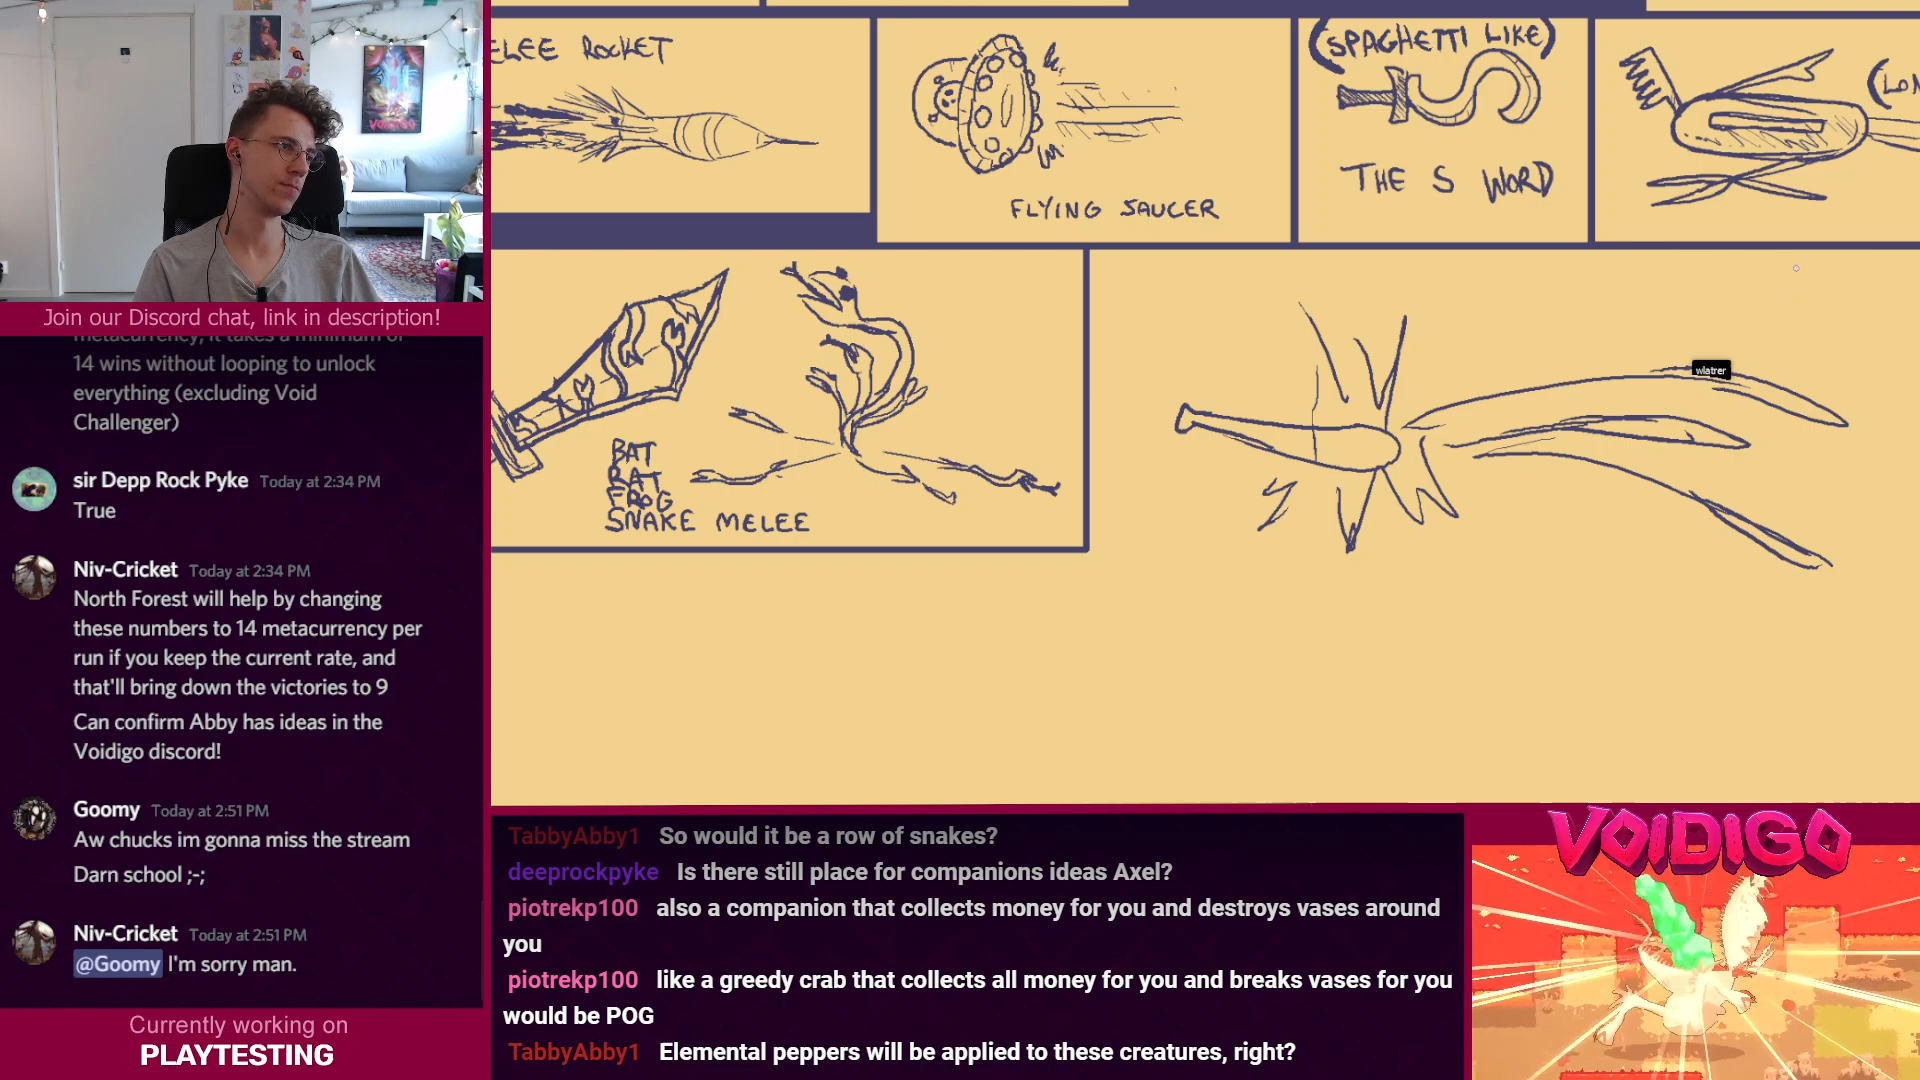 ELEE ROCKET
FLYING SAUCER
(SPAGHETTI LIKE)
THE S WORD
(LON
BAT
RAT
FROG
SNAKE MELEE
wlatrer
VOIDIGO
Join our Discord chat, link in description!
metacurrency, it takes a minimum of
14 wins without looping to unlock
everything (excluding Void
Challenger)
sir Depp Rock Pyke Today at 2:34 PM
True
Niv-Cricket Today at 2:34 PM
North Forest will help by changing
these numbers to 14 metacurrency per
run if you keep the current rate, and
that'll bring down the victories to 9
Can confirm Abby has ideas in the
Voidigo discord!
Goomy Today at 2:51 PM
Aw chucks im gonna miss the stream
Darn school ;-;
Niv-Cricket Today at 2:51 PM
@Goomy I'm sorry man.
Currently working on
PLAYTESTING
TabbyAbby1 So would it be a row of snakes?
deeprockpyke Is there still place for companions ideas Axel?
piotrekp100 also a companion that collects money for you and destroys vases around
you
piotrekp100 like a greedy crab that collects all money for you and breaks vases for you
would be POG
TabbyAbby1 Elemental peppers will be applied to these creatures, right?
VOIDIGO